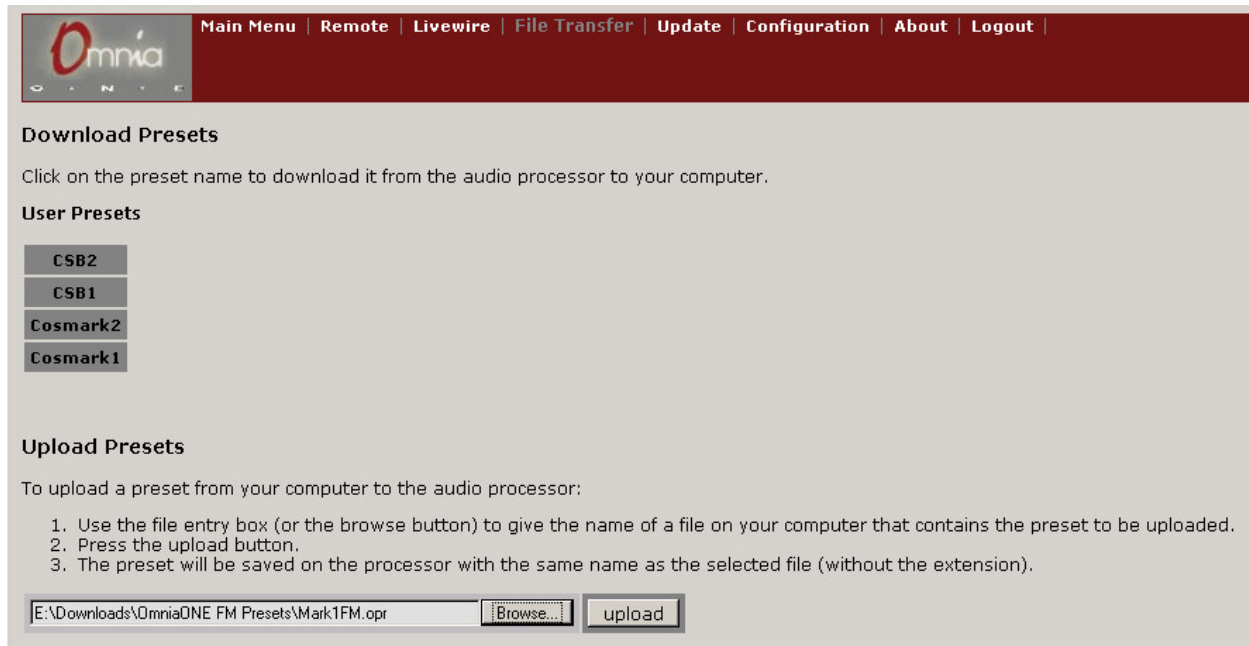 Omnia
O · N · E
Main Menu | Remote | Livewire | File Transfer | Update | Configuration | About | Logout |
Download Presets
Click on the preset name to download it from the audio processor to your computer.
User Presets
CSB2
CSB1
Cosmark2
Cosmark1
Upload Presets
To upload a preset from your computer to the audio processor:
1. Use the file entry box (or the browse button) to give the name of a file on your computer that contains the preset to be uploaded.
2. Press the upload button.
3. The preset will be saved on the processor with the same name as the selected file (without the extension).
E:\Downloads\OmniaONE FM Presets\Mark1FM.opr Browse... upload